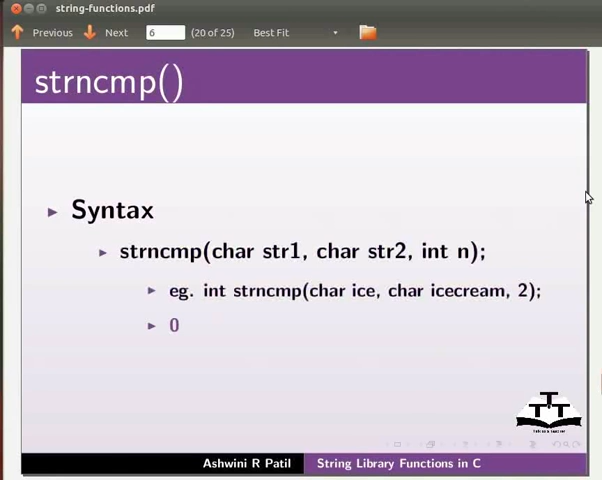 string-functions.pdf
Previous Next 6 (20 of 25) Best Fit
strncmp()
Syntax
strncmp(char str1, char str2, int n);
eg. int strncmp(char ice, char icecream, 2);
0
TTT
Ashwini R Patil String Library Functions in C